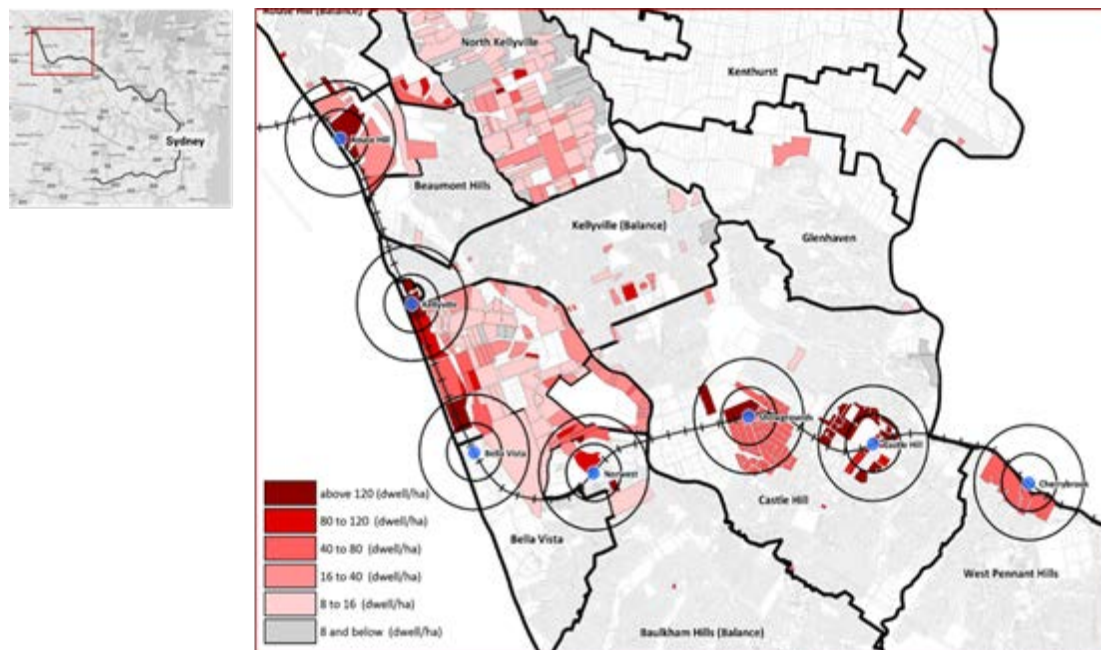 Sydney
Rouse Hill (Balance)
North Kellyville
Kenthurst
Rouse Hill
Beaumont Hills
Kellyville (Balance)
Glenhaven
Kellyville
Showgrounds
Castle Hill
Bella Vista
Norwest
Cherrybrook
Castle Hill
Bella Vista
West Pennant Hills
Baulkham Hills (Balance)
above 120 (dwell/ha)
80 to 120 (dwell/ha)
40 to 80 (dwell/ha)
16 to 40 (dwell/ha)
8 to 16 (dwell/ha)
8 and below (dwell/ha)